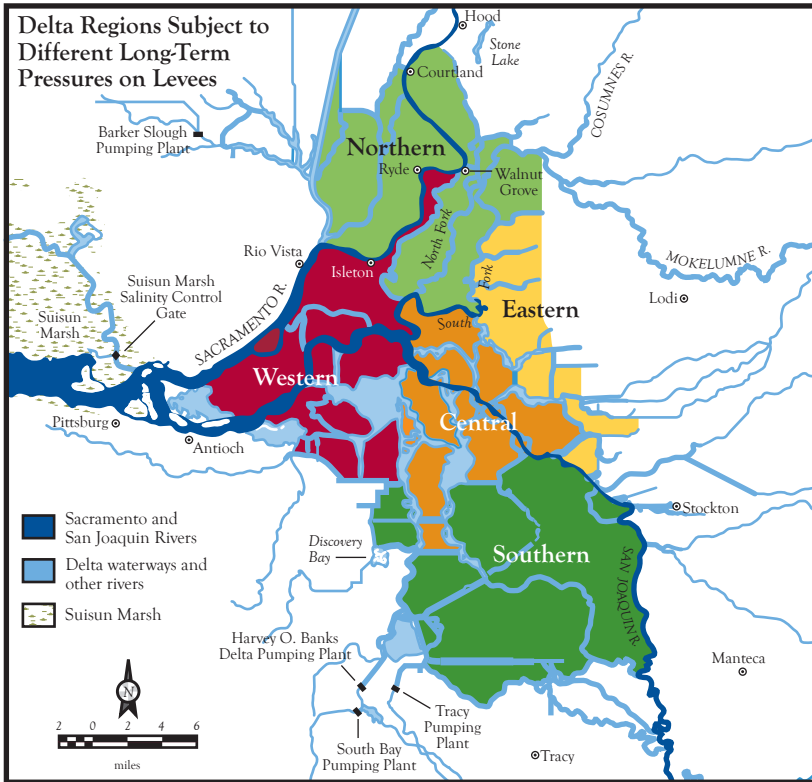 Delta Regions Subject to
Different Long-Term
Pressures on Levees
Hood
Stone
Lake
Courtland
COSUMNES R.
Barker Slough
Pumping Plant
Northern
Ryde
Walnut
Grove
North Fork
Rio Vista
Isleton
MOKELUMNE R.
Suisun Marsh
Salinity Control
Gate
SACRAMENTO R.
South
Fork
Eastern
Lodi
Suisun
Marsh
Western
Central
Pittsburg
Antioch
Stockton
Sacramento and
San Joaquin Rivers
Delta waterways and
other rivers
Suisun Marsh
Discovery
Bay
Southern
SAN JOAQUIN R.
Harvey O. Banks
Delta Pumping Plant
Manteca
N
Tracy
Pumping
Plant
South Bay
Pumping Plant
Tracy
2 0 2 4 6
miles